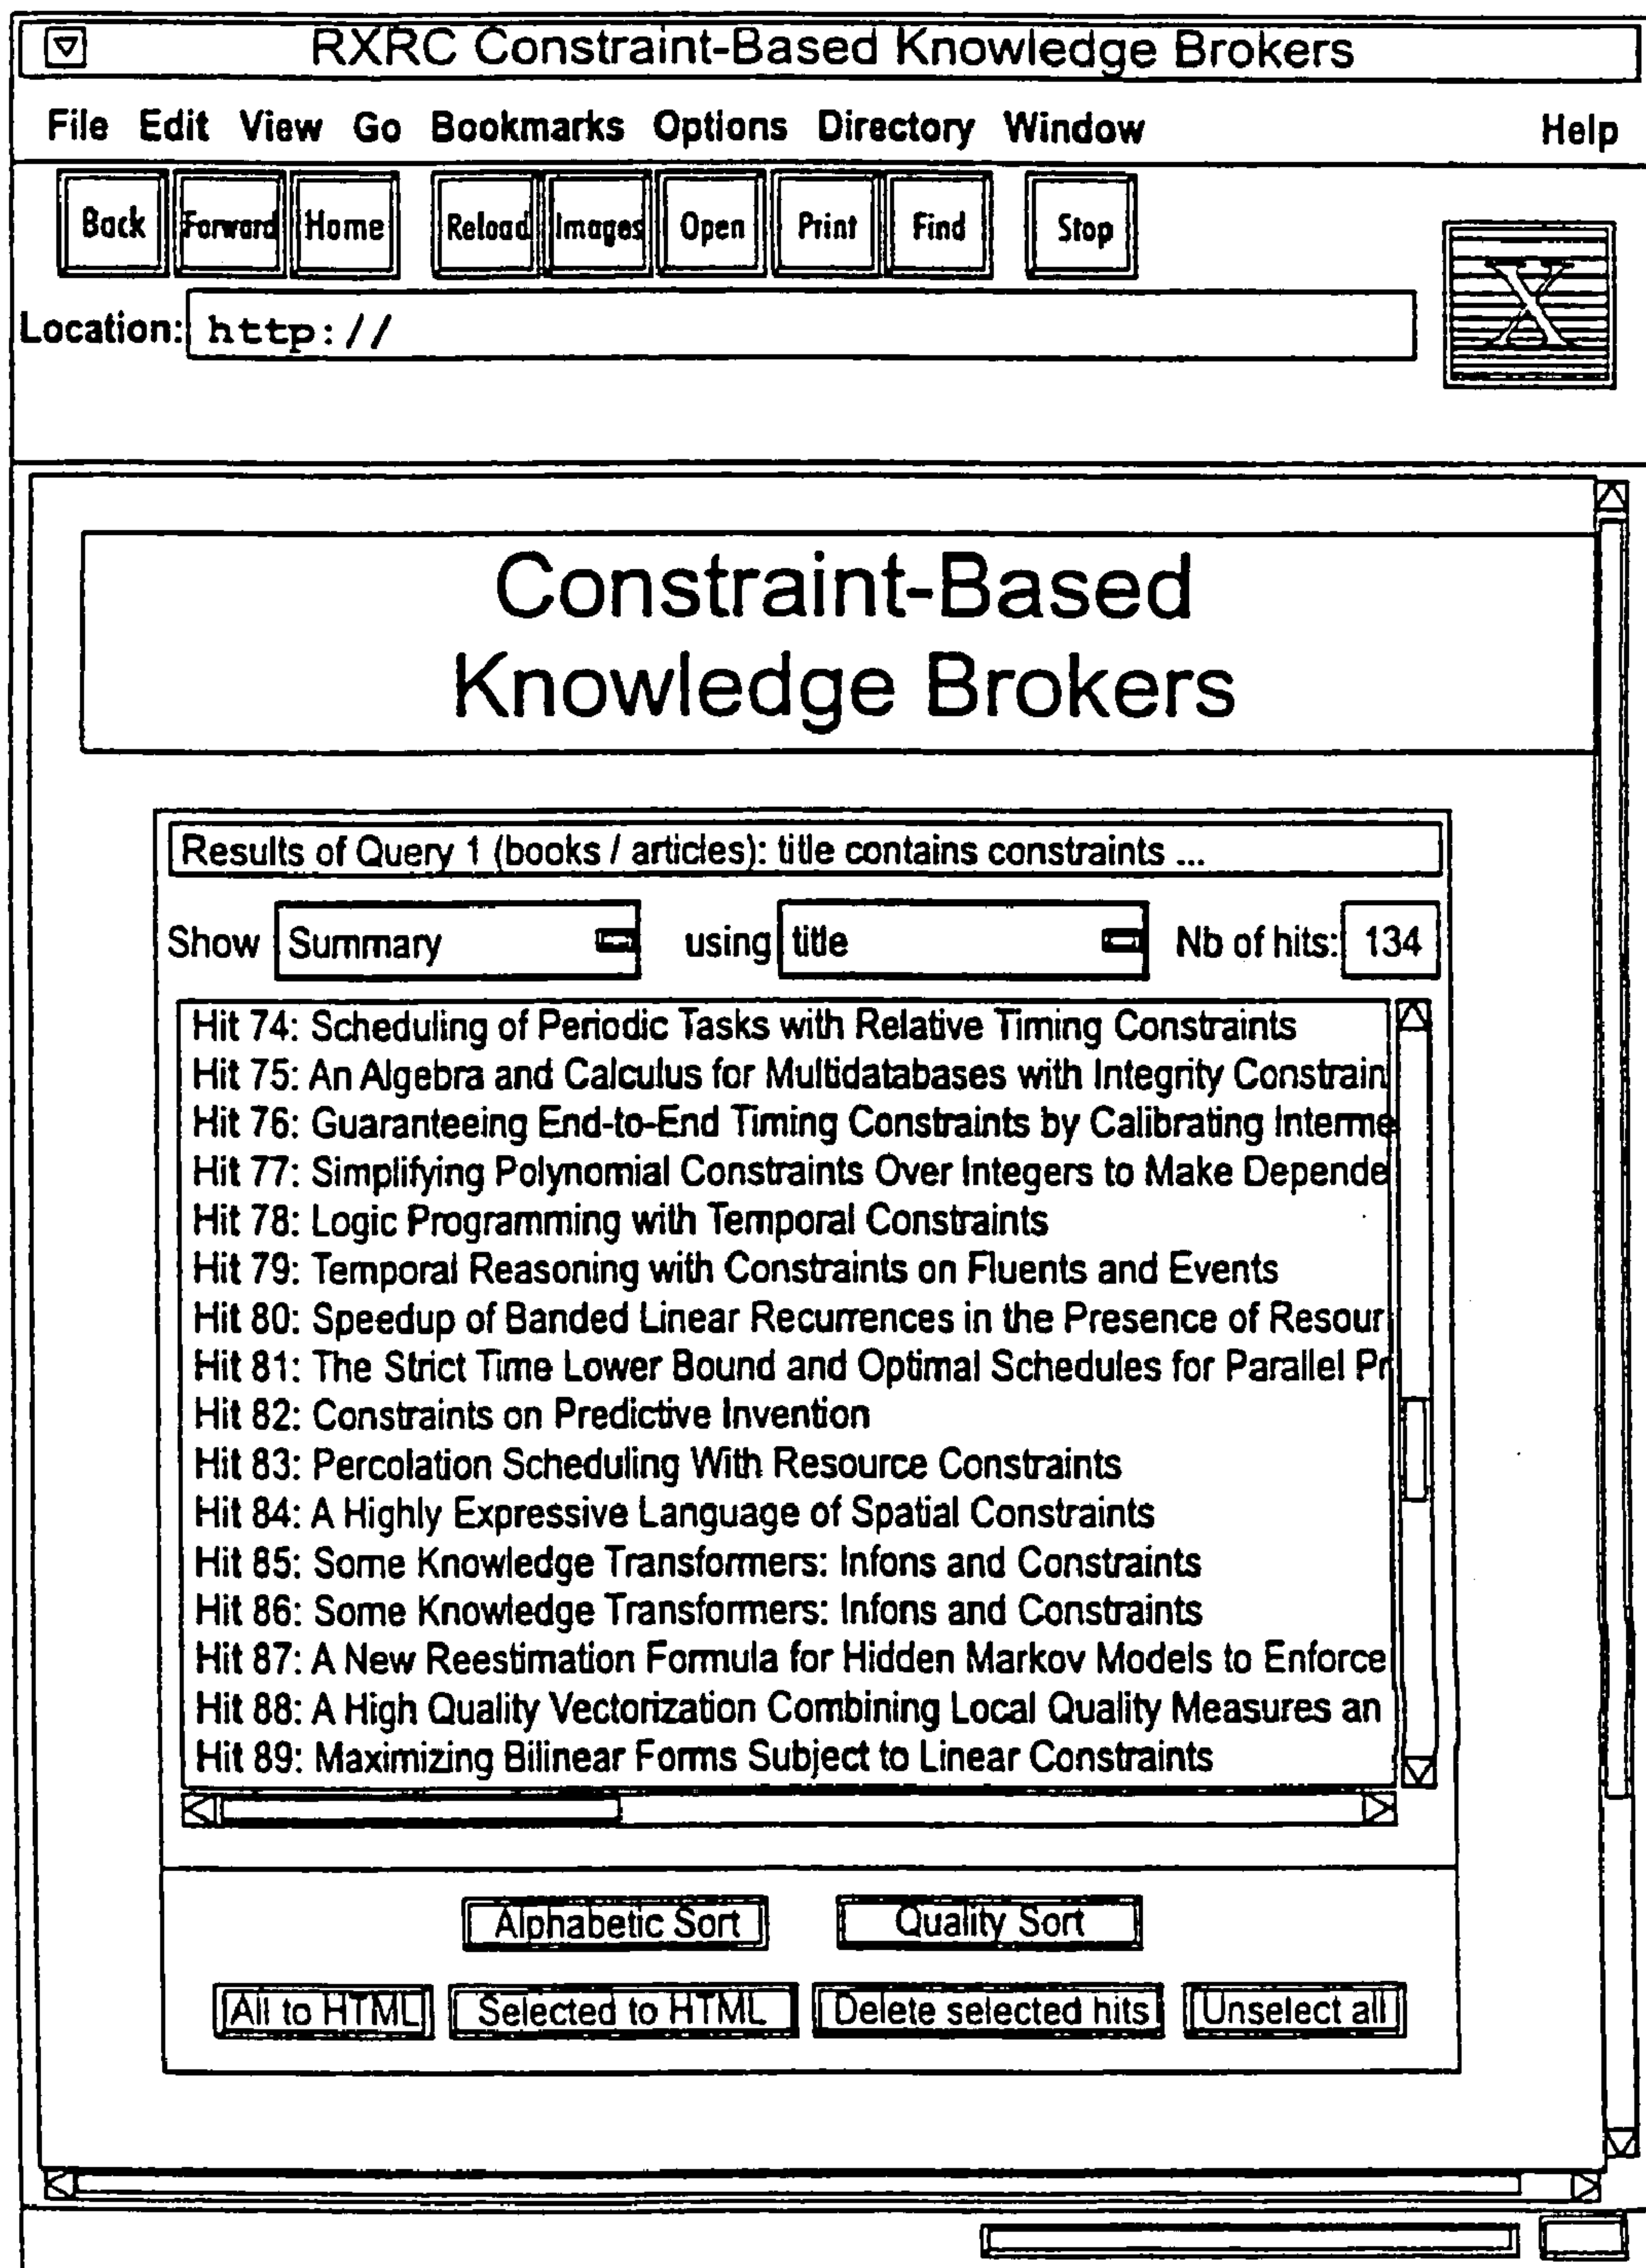 RXRC Constraint-Based Knowledge Brokers
File Edit View Go Bookmarks Options Directory Window Help
Back Forward Home Reload Images Open Print Find Stop
Location: http://
X
Constraint-Based
Knowledge Brokers
Results of Query 1 (books / articles): title contains constraints ...
Show Summary using title Nb of hits: 134
Hit 74: Scheduling of Periodic Tasks with Relative Timing Constraints
Hit 75: An Algebra and Calculus for Multidatabases with Integrity Constrain
Hit 76: Guaranteeing End-to-End Timing Constraints by Calibrating Interme
Hit 77: Simplifying Polynomial Constraints Over Integers to Make Depende
Hit 78: Logic Programming with Temporal Constraints
Hit 79: Temporal Reasoning with Constraints on Fluents and Events
Hit 80: Speedup of Banded Linear Recurrences in the Presence of Resour
Hit 81: The Strict Time Lower Bound and Optimal Schedules for Parallel Pr
Hit 82: Constraints on Predictive Invention
Hit 83: Percolation Scheduling With Resource Constraints
Hit 84: A Highly Expressive Language of Spatial Constraints
Hit 85: Some Knowledge Transformers: Infons and Constraints
Hit 86: Some Knowledge Transformers: Infons and Constraints
Hit 87: A New Reestimation Formula for Hidden Markov Models to Enforce
Hit 88: A High Quality Vectorization Combining Local Quality Measures an
Hit 89: Maximizing Bilinear Forms Subject to Linear Constraints
Alphabetic Sort Quality Sort
All to HTML Selected to HTML Delete selected hits Unselect all